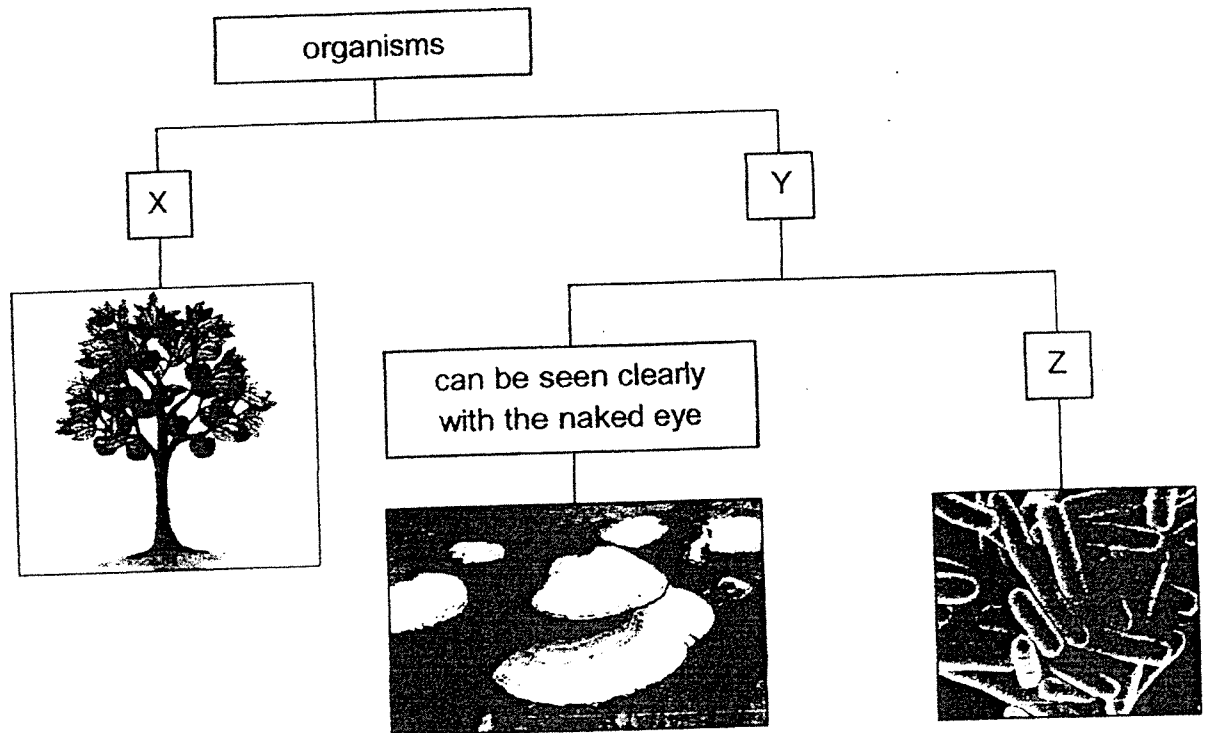 organisms
X
Y
can be seen clearly
with the naked eye
Z